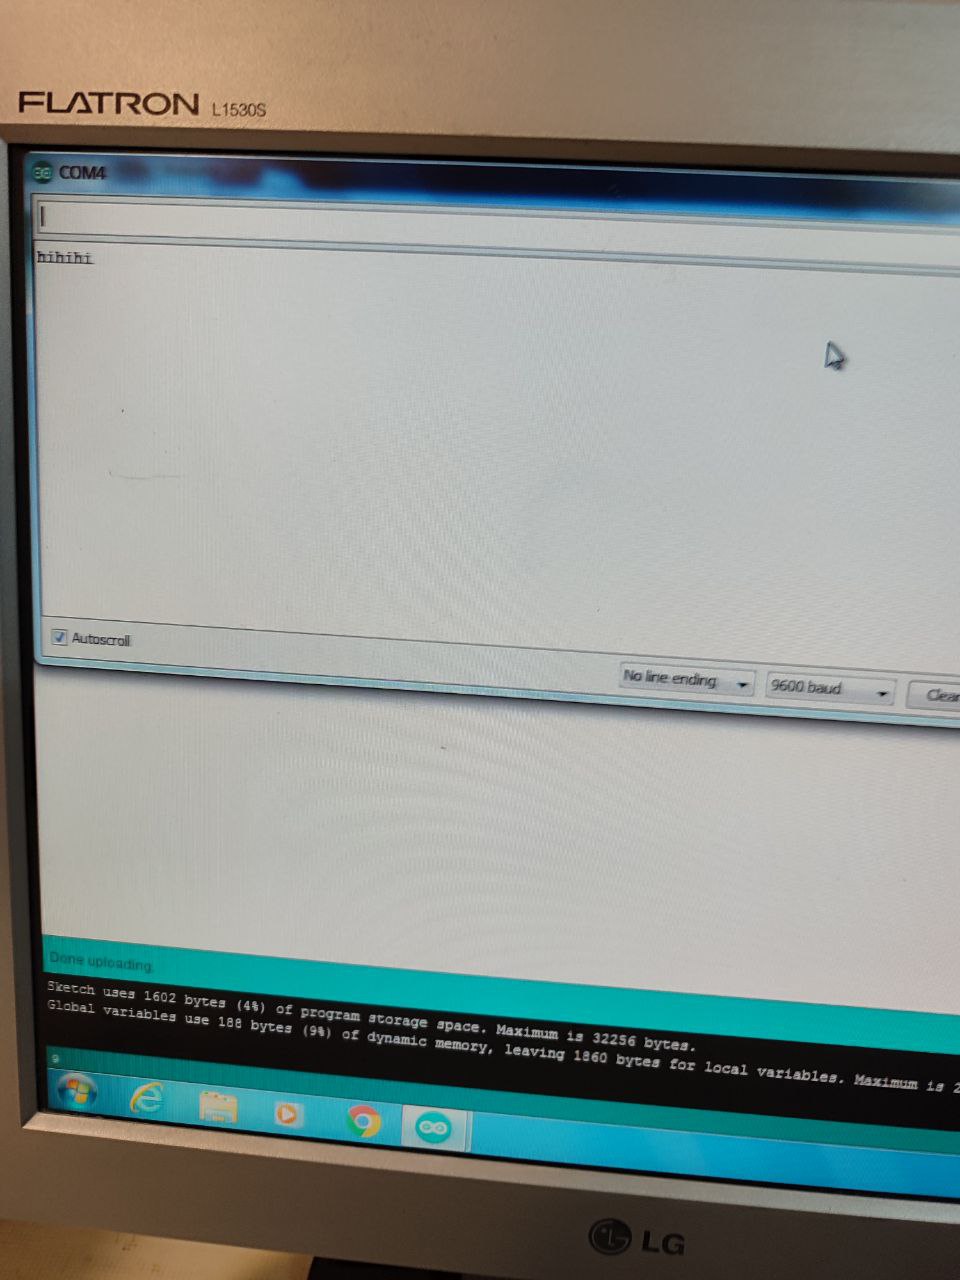 FLATRON L1530S
COM4
hihihi
Autoscroll
No line ending
9600 baud
Clear
Done uploading.
Sketch uses 1602 bytes (4%) of program storage space. Maximum is 32256 bytes.
Global variables use 188 bytes (9%) of dynamic memory, leaving 1860 bytes for local variables. Maximum is 2
9
LG